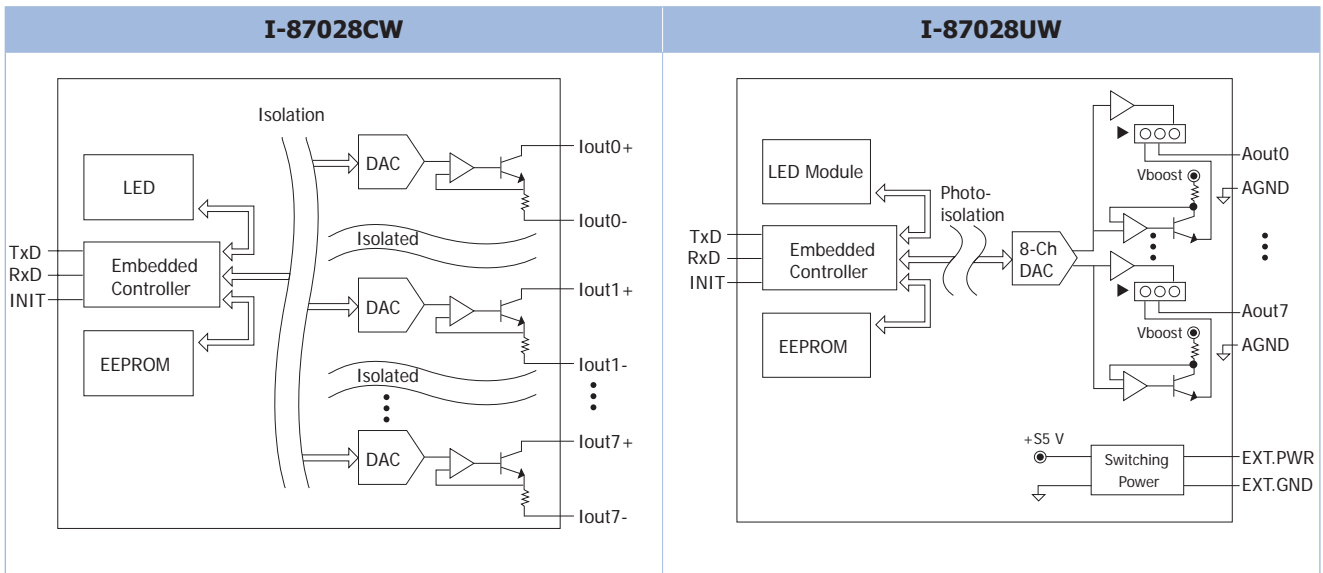 I-87028CW
Isolation
LED
DAC
Iout0+
Iout0-
Isolated
TxD
RxD
INIT
Embedded
Controller
DAC
Iout1+
Iout1-
EEPROM
Isolated
DAC
Iout7+
Iout7-
I-87028UW
LED Module
Photo-
isolation
Aout0
Vboost
AGND
TxD
RxD
INIT
Embedded
Controller
8-Ch
DAC
Aout7
Vboost
AGND
EEPROM
+S5 V
Switching
Power
EXT.PWR
EXT.GND